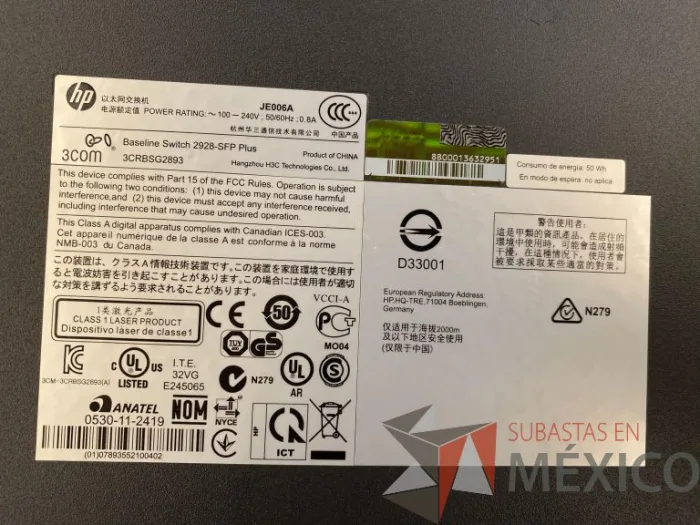 hp
以太网交换机
JE006A
电源额定值 POWER RATING:～100－240V; 50/60Hz; 0.8A
杭州华三通信技术有限公司
中国产品
CCC
3com
Baseline Switch 2928-SFP Plus
Product of CHINA
3CRBSG2893
Hangzhou H3C Technologies Co., Ltd.
8800013632951
Consumo de energía: 50 Wh
En modo de espera: no aplica
This device complies with Part 15 of the FCC Rules. Operation is subject
to the following two conditions: (1) this device may not cause harmful
interference,and (2) this device must accept any interference received,
including interference that may cause undesired operation.
This Class A digital apparatus complies with Canadian ICES-003.
Cet appareil numérique de la classe A est conforme à la norme
NMB-003 du Canada.
この装置は、クラスA情報技術装置です。この装置を家庭環境で使用す
ると電波妨害を引き起こすことがあります。この場合には使用者が適切
な対策を講ずるよう要求されることがあります。
1类激光产品
CLASS 1 LASER PRODUCT
Dispositivo láser de clase1
CE
50
VCCI-A
PCT
MO04
TUV
GS
3CM-3CRBSG2893(A)
C UL US
LISTED
I.T.E.
32VG
E245065
N279
UL
AR
ANATEL
0530-11-2419
(01)07893552100402
NOM
NYCE
HP
ICT
D33001
警告使用者:
這是甲類的資訊產品，在居住的
環境中使用時，可能會造成射頻
干擾，在這種情況下，使用者會
被要求採取某些適當的對策。
European Regulatory Address:
HP,HQ-TRE,71004 Boeblingen,
Germany
N279
仅适用于海拔2000m
及以下地区安全使用
(仅限于中国)
SUBASTAS EN
MÉXICO